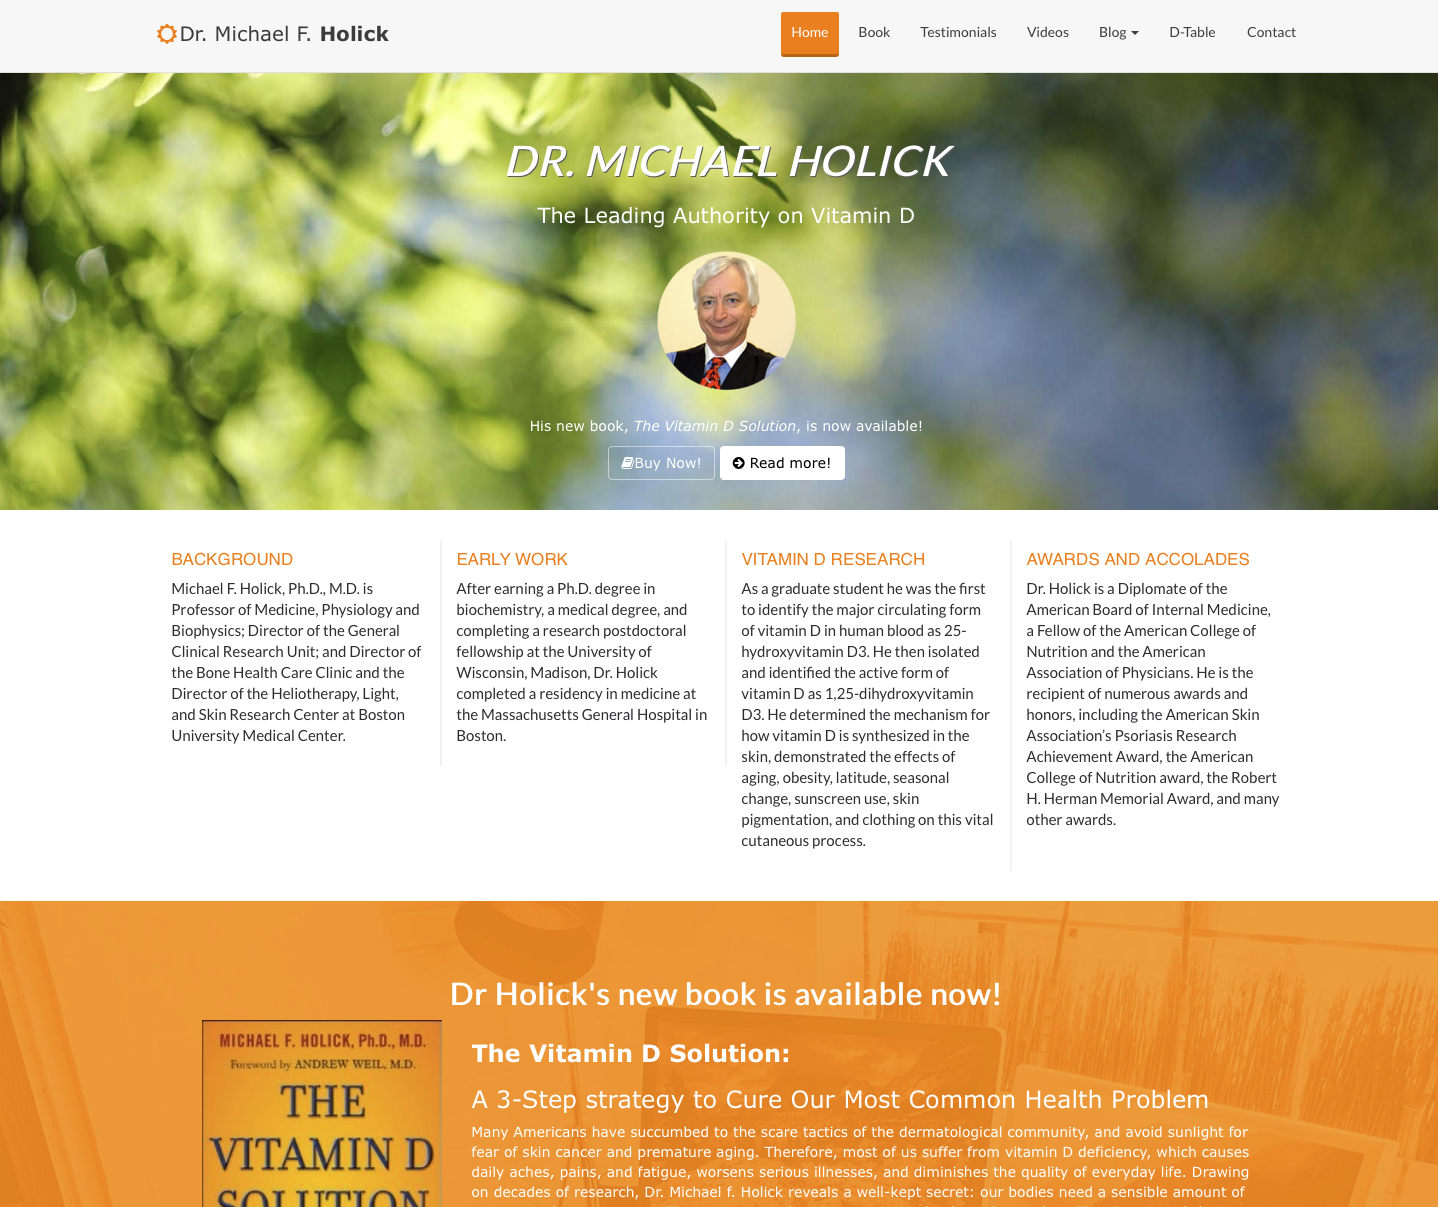 Dr. Michael F. Holick
Home
Book
Testimonials
Videos
Blog
D-Table
Contact
DR. MICHAEL HOLICK
The Leading Authority on Vitamin D
His new book, The Vitamin D Solution, is now available!
Buy Now!
Read more!
BACKGROUND
Michael F. Holick, Ph.D., M.D. is
Professor of Medicine, Physiology and
Biophysics; Director of the General
Clinical Research Unit; and Director of
the Bone Health Care Clinic and the
Director of the Heliotherapy, Light,
and Skin Research Center at Boston
University Medical Center.
EARLY WORK
After earning a Ph.D. degree in
biochemistry, a medical degree, and
completing a research postdoctoral
fellowship at the University of
Wisconsin, Madison, Dr. Holick
completed a residency in medicine at
the Massachusetts General Hospital in
Boston.
VITAMIN D RESEARCH
As a graduate student he was the first
to identify the major circulating form
of vitamin D in human blood as 25-
hydroxyvitamin D3. He then isolated
and identified the active form of
vitamin D as 1,25-dihydroxyvitamin
D3. He determined the mechanism for
how vitamin D is synthesized in the
skin, demonstrated the effects of
aging, obesity, latitude, seasonal
change, sunscreen use, skin
pigmentation, and clothing on this vital
cutaneous process.
AWARDS AND ACCOLADES
Dr. Holick is a Diplomate of the
American Board of Internal Medicine,
a Fellow of the American College of
Nutrition and the American
Association of Physicians. He is the
recipient of numerous awards and
honors, including the American Skin
Association's Psoriasis Research
Achievement Award, the American
College of Nutrition award, the Robert
H. Herman Memorial Award, and many
other awards.
Dr Holick's new book is available now!
MICHAEL F. HOLICK, Ph.D., M.D.
Foreword by ANDREW WEIL, M.D.
THE
VITAMIN D
SOLUTION
The Vitamin D Solution:
A 3-Step strategy to Cure Our Most Common Health Problem
Many Americans have succumbed to the scare tactics of the dermatological community, and avoid sunlight for
fear of skin cancer and premature aging. Therefore, most of us suffer from vitamin D deficiency, which causes
daily aches, pains, and fatigue, worsens serious illnesses, and diminishes the quality of everyday life. Drawing
on decades of research, Dr. Michael f. Holick reveals a well-kept secret: our bodies need a sensible amount of